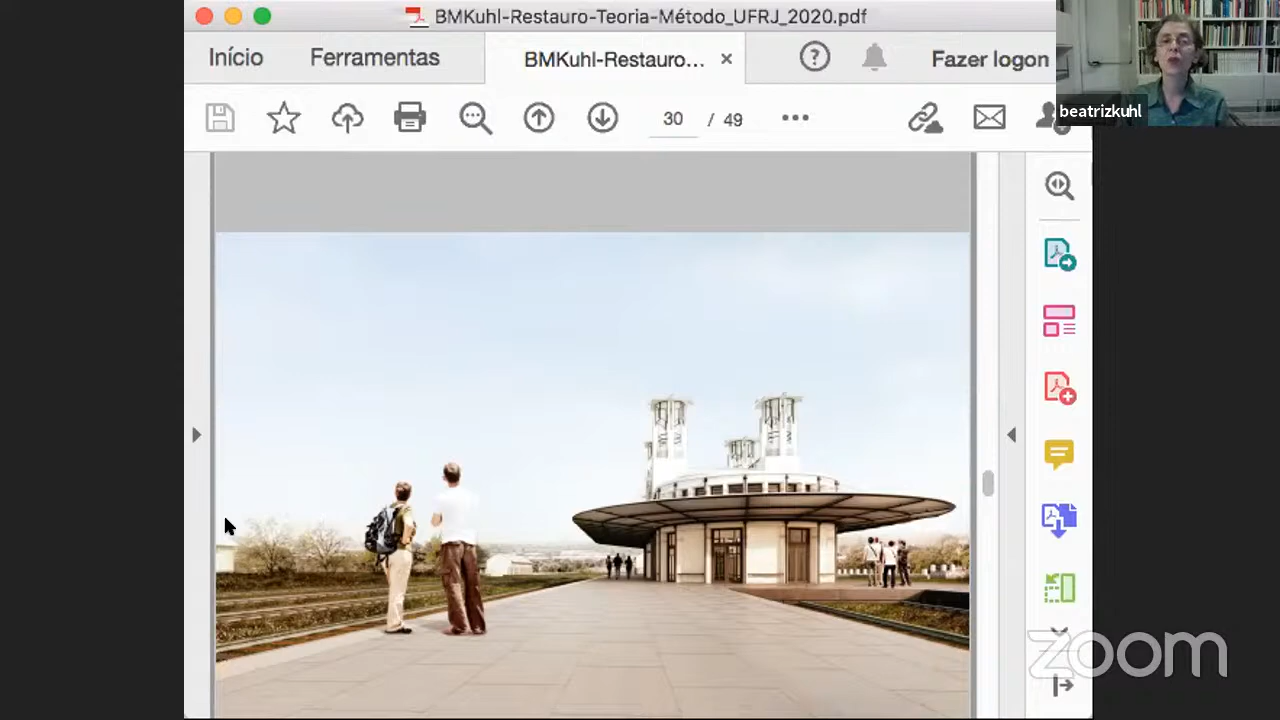 BMKuhl-Restauro-Teoria-Método_UFRJ_2020.pdf
Início
Ferramentas
BMKuhl-Restauro...
Fazer logon
30 / 49
beatrizkuhl
zoom